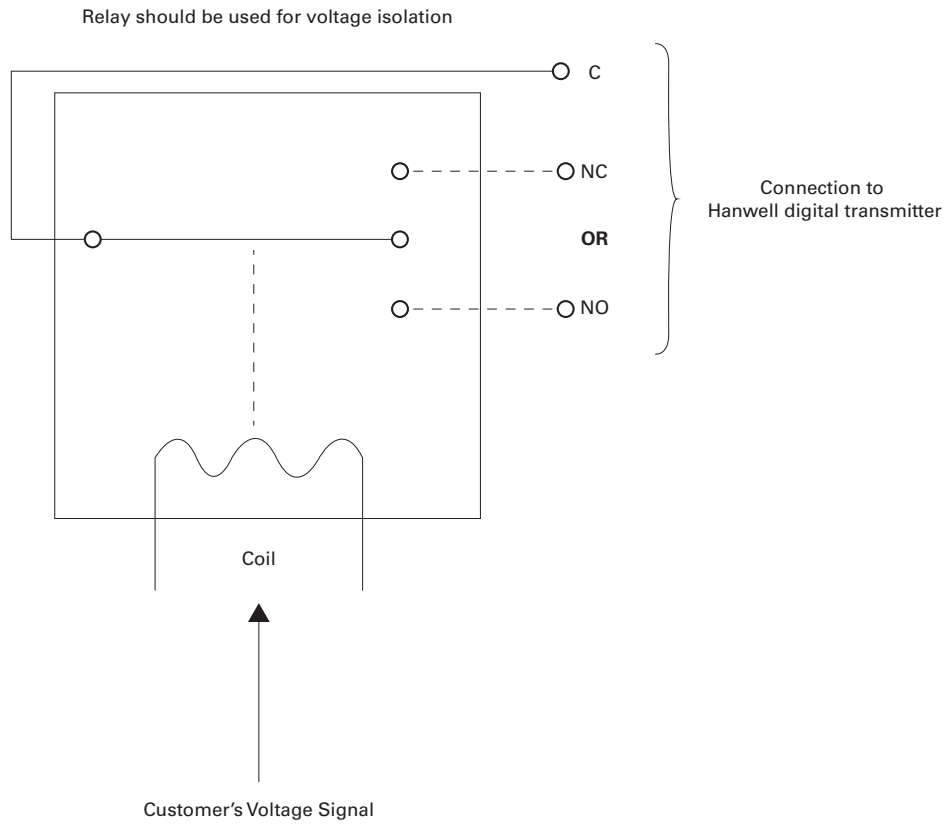 Relay should be used for voltage isolation
C
NC
Connection to
Hanwell digital transmitter
OR
NO
Coil
Customer's Voltage Signal